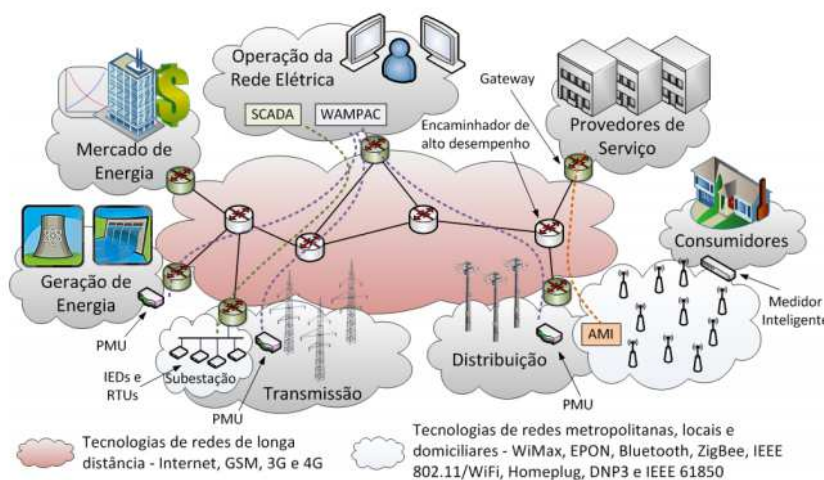 Operação da
Rede Elétrica
SCADA
WAMPAC
Gateway
Encaminhador de
alto desempenho
Provedores de
Serviço
Mercado de
Energia
Consumidores
Geração de
Energia
Medidor
Inteligente
PMU
IEDs e
RTUs
Subestação
PMU
Transmissão
Distribuição
PMU
AMI
Tecnologias de redes de longa
distância - Internet, GSM, 3G e 4G
Tecnologias de redes metropolitanas, locais e
domiciliares - WiMax, EPON, Bluetooth, ZigBee, IEEE
802.11/WiFi, Homeplug, DNP3 e IEEE 61850